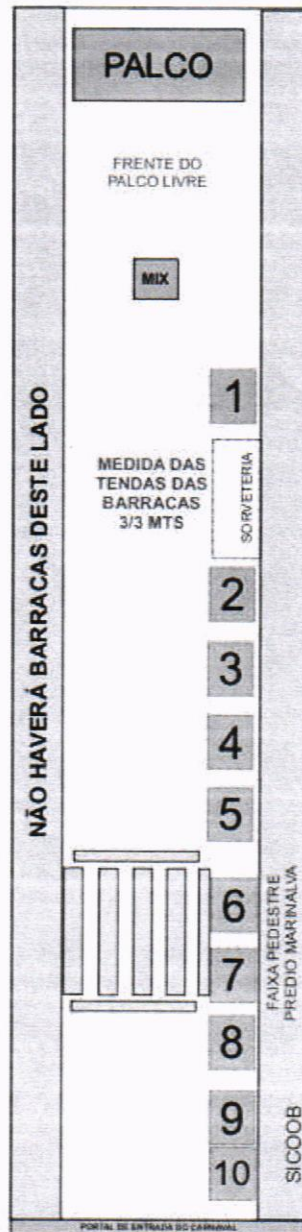 PALCO
FRENTE DO
PALCO LIVRE
MIX
NÃO HAVERÁ BARRACAS DESTE LADO
1
MEDIDA DAS
TENDAS DAS
BARRACAS
3/3 MTS
SORVETERIA
2
3
4
5
6
7
FAIXA PEDESTRE
PREDIO MARINALVA
8
9
10
SICOOB
PORTAL DE ENTRADA DO CARNAVAL